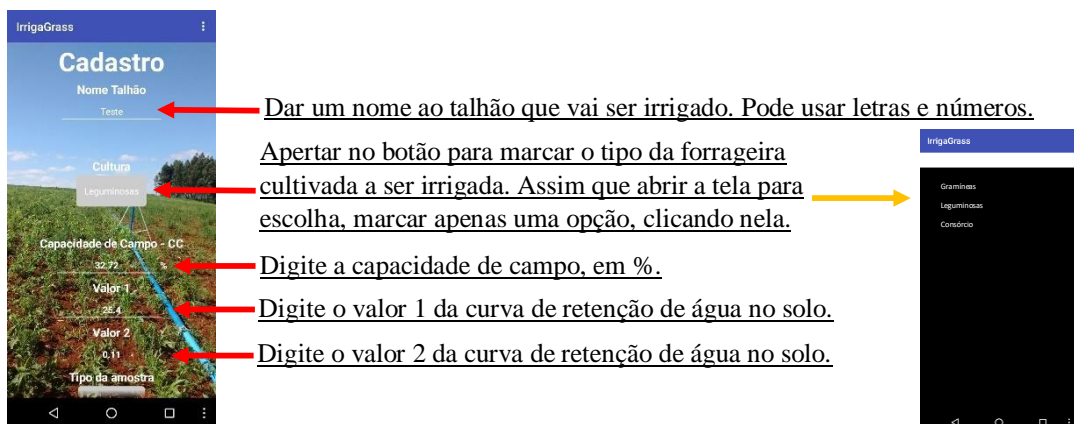 IrrigaGrass
Cadastro
Nome Talhão
Teste
Cultura
Leguminosas
Capacidade de Campo - CC
32,72 %
Valor 1
25,4
Valor 2
0,11
Tipo da amostra
Dar um nome ao talhão que vai ser irrigado. Pode usar letras e números.
Apertar no botão para marcar o tipo da forrageira
cultivada a ser irrigada. Assim que abrir a tela para
escolha, marcar apenas uma opção, clicando nela.
Digite a capacidade de campo, em %.
Digite o valor 1 da curva de retenção de água no solo.
Digite o valor 2 da curva de retenção de água no solo.
IrrigaGrass
Gramíneas
Leguminosas
Consórcio